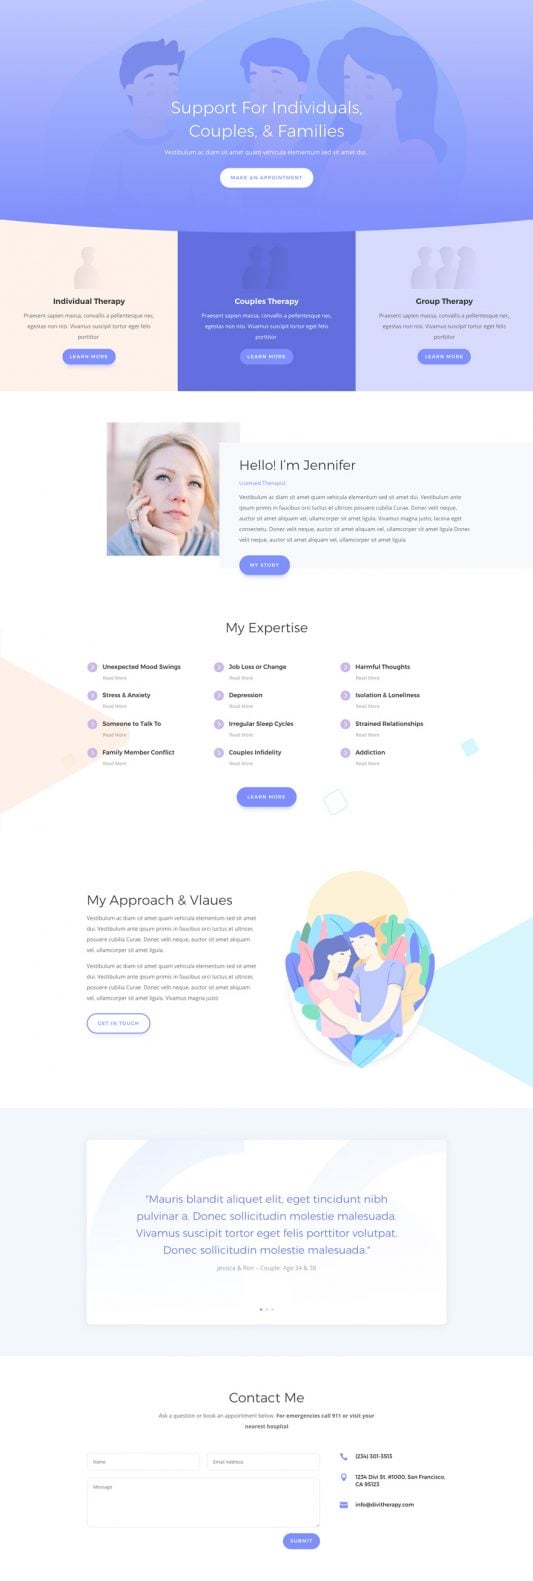 Support For Individuals,
Couples, & Families
Vestibulum ac diam sit amet quam vehicula elementum sed sit amet dui.
MAKE AN APPOINTMENT
Individual Therapy
Praesent sapien massa, convallis a pellentesque nec,
egestas non nisi. Vivamus suscipit tortor eget felis
porttitor
LEARN MORE
Couples Therapy
Praesent sapien massa, convallis a pellentesque nec,
egestas non nisi. Vivamus suscipit tortor eget felis
porttitor
LEARN MORE
Group Therapy
Praesent sapien massa, convallis a pellentesque nec,
egestas non nisi. Vivamus suscipit tortor eget felis
porttitor
LEARN MORE
Hello! I'm Jennifer
Licensed Therapist
Vestibulum ac diam sit amet quam vehicula elementum sed sit amet dui. Vestibulum ante
ipsum primis in faucibus orci luctus et ultrices posuere cubilia Curae. Donec velit neque,
auctor sit amet aliquam vel, ullamcorper sit amet ligula. Vivamus magna justo, lacinia eget
consectetu. Donec velit neque, auctor sit amet aliquam vel, ullamcorper sit amet ligula Donec
velit neque, auctor sit amet aliquam vel, ullamcorper sit amet ligula
MY STORY
My Expertise
Unexpected Mood Swings
Read More
Job Loss or Change
Read More
Harmful Thoughts
Read More
Stress & Anxiety
Read More
Depression
Read More
Isolation & Loneliness
Read More
Someone to Talk To
Read More
Irregular Sleep Cycles
Read More
Strained Relationships
Read More
Family Member Conflict
Read More
Couples Infidelity
Read More
Addiction
Read More
LEARN MORE
My Approach & Vlaues
Vestibulum ac diam sit amet quam vehicula elementum sed sit amet
dui. Vestibulum ante ipsum primis in faucibus orci luctus et ultrices
posuere cubilia Curae. Donec velit neque, auctor sit amet aliquam
vel, ullamcorper sit amet ligula.
Vestibulum ac diam sit amet quam vehicula elementum sed sit amet
dui. Vestibulum ante ipsum primis in faucibus orci luctus et ultrices
posuere cubilia Curae. Donec velit neque, auctor sit amet aliquam
vel, ullamcorper sit amet ligula. Vivamus magna justo
GET IN TOUCH
"Mauris blandit aliquet elit, eget tincidunt nibh
pulvinar a. Donec sollicitudin molestie malesuada.
Vivamus suscipit tortor eget felis porttitor volutpat.
Donec sollicitudin molestie malesuada."
Jessica & Ron – Couple, Age 34 & 38
Contact Me
Ask a question or book an appointment below. For emergencies call 911 or visit your
nearest hospital
Name
Email Address
Message
SUBMIT
(234) 301-3513
1234 Divi St. #1000, San Francisco,
CA 95123
info@divitherapy.com